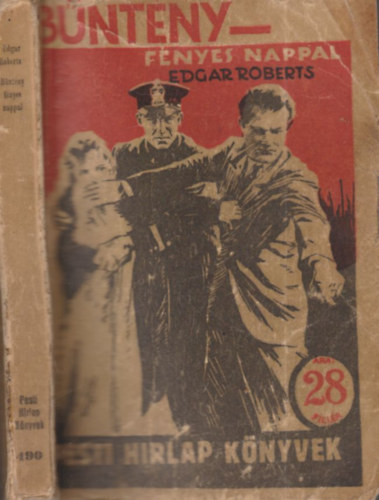 Edgar
Roberts
Bűntény
fényes
nappal
Pesti
Hirlap
Könyvek
490
BŰNTÉNY—
FÉNYES NAPPAL
EDGAR ROBERTS
ÁRA
28
FILLÉR
PESTI HIRLAP KÖNYVEK